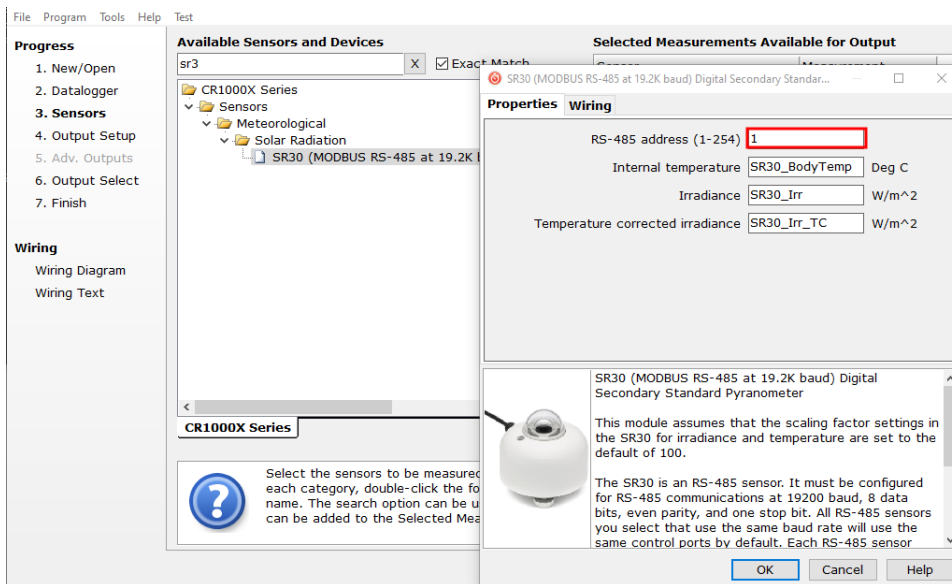 File Program Tools Help Test
Progress
1. New/Open
2. Datalogger
3. Sensors
4. Output Setup
5. Adv. Outputs
6. Output Select
7. Finish
Wiring
Wiring Diagram
Wiring Text
Available Sensors and Devices
sr3
X
Exact Match
CR1000X Series
Sensors
Meteorological
Solar Radiation
SR30 (MODBUS RS-485 at 19.2K
CR1000X Series
Select the sensors to be measured
each category, double-click the fo
name. The search option can be u
can be added to the Selected Mea
Selected Measurements Available for Output
Sensor Measurement
SR30 (MODBUS RS-485 at 19.2K baud) Digital Secondary Standar...
Properties Wiring
RS-485 address (1-254) 1
Internal temperature SR30_BodyTemp Deg C
Irradiance SR30_Irr W/m^2
Temperature corrected irradiance SR30_Irr_TC W/m^2
SR30 (MODBUS RS-485 at 19.2K baud) Digital
Secondary Standard Pyranometer
This module assumes that the scaling factor settings in
the SR30 for irradiance and temperature are set to the
default of 100.
The SR30 is an RS-485 sensor. It must be configured
for RS-485 communications at 19200 baud, 8 data
bits, even parity, and one stop bit. All RS-485 sensors
you select that use the same baud rate will use the
same control ports by default. Each RS-485 sensor
OK Cancel Help